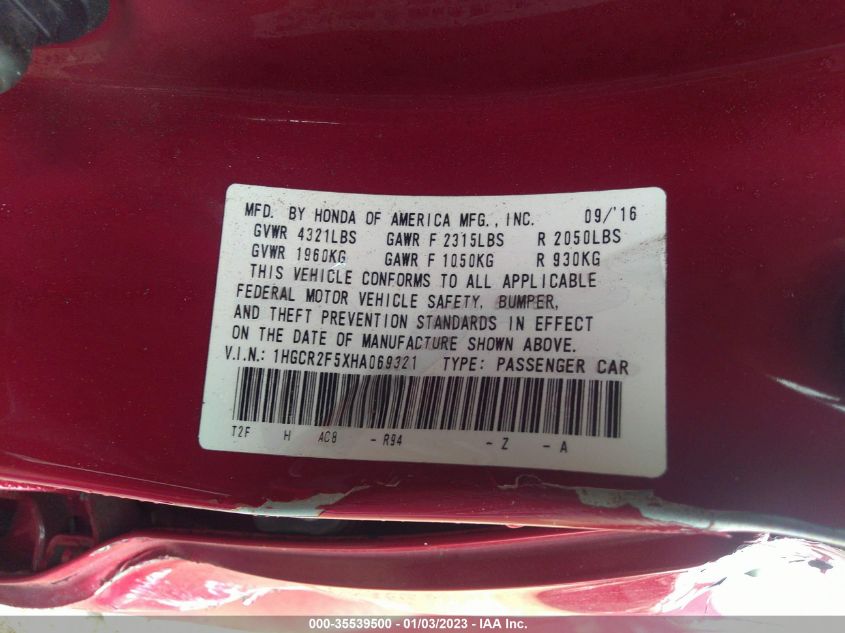 MFD. BY HONDA OF AMERICA MFG., INC. 09/'16
GVWR 4321LBS GAWR F 2315LBS R 2050LBS
GVWR 1960KG GAWR F 1050KG R 930KG
THIS VEHICLE CONFORMS TO ALL APPLICABLE
FEDERAL MOTOR VEHICLE SAFETY, BUMPER,
AND THEFT PREVENTION STANDARDS IN EFFECT
ON THE DATE OF MANUFACTURE SHOWN ABOVE.
V.I.N.: 1HGCR2F5XHA069321 TYPE: PASSENGER CAR
T2F H AC8 - R94 - Z - A
000-35539500 - 01/03/2023 - IAA Inc.